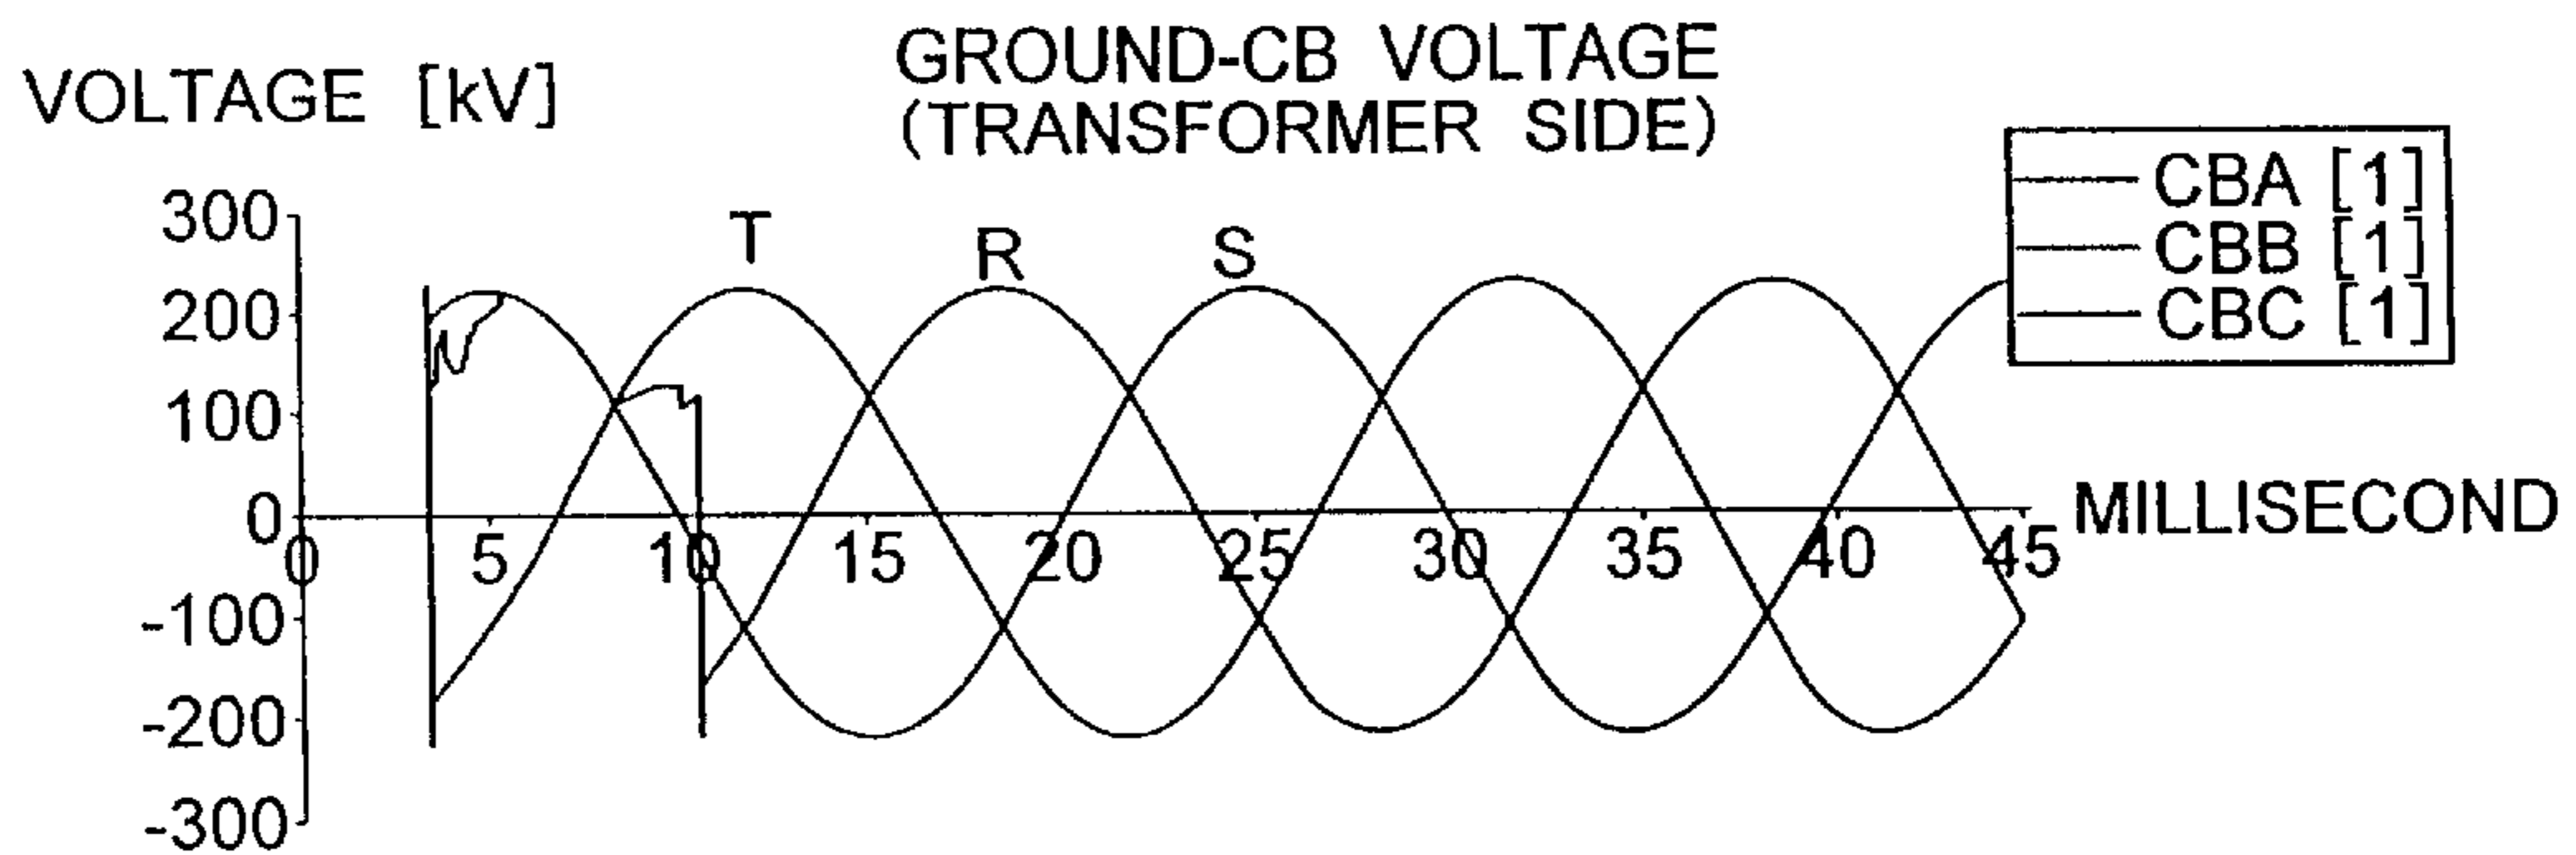 GROUND-CB VOLTAGE
(TRANSFORMER SIDE)
VOLTAGE [kV]
CBA [1]
CBB [1]
CBC [1]
300
200
100
0
-100
-200
-300
T R S
0 5 10 15 20 25 30 35 40 45
MILLISECOND